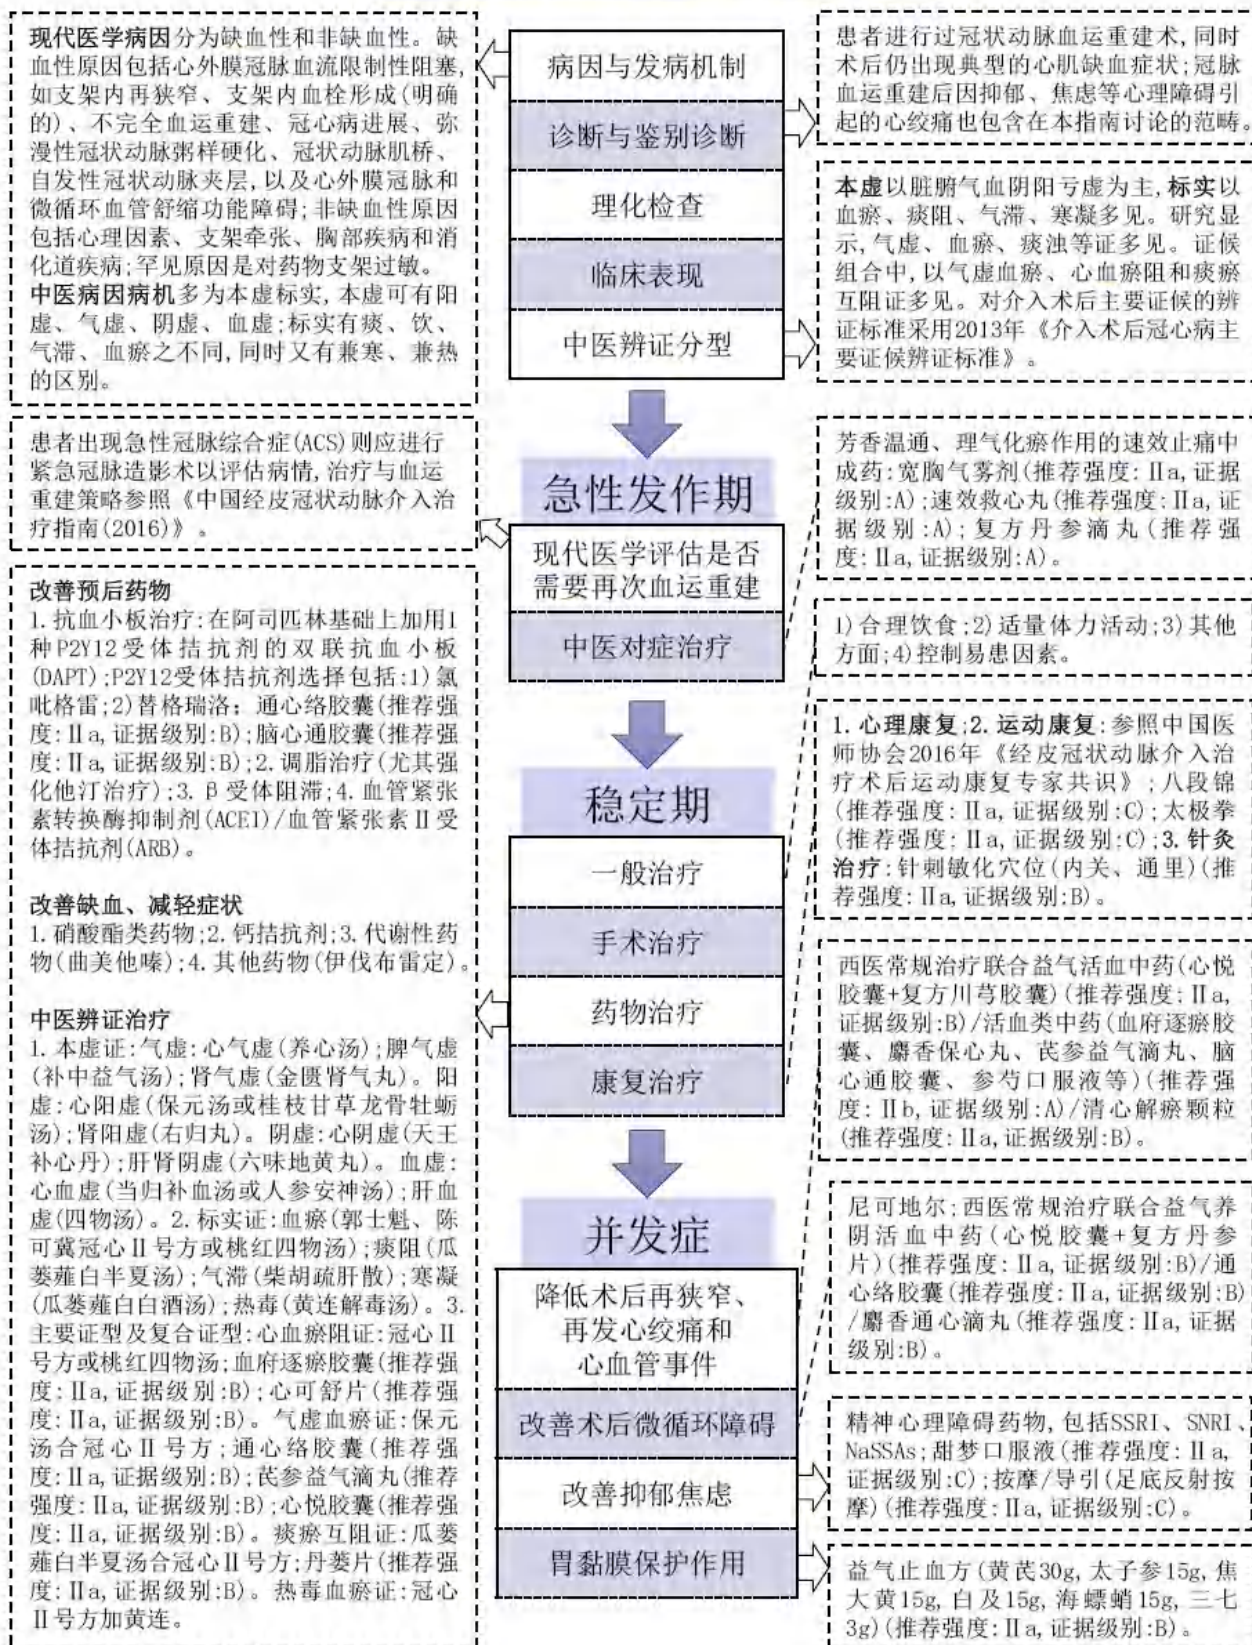 现代医学病因分为缺血性和非缺血性。缺
血性原因包括心外膜冠脉血流限制性阻塞,
如支架内再狭窄、支架内血栓形成(明确
的)、不完全血运重建、冠心病进展、弥
漫性冠状动脉粥样硬化、冠状动脉肌桥、
自发性冠状动脉夹层,以及心外膜冠脉和
微循环血管舒缩功能障碍;非缺血性原因
包括心理因素、支架牵张、胸部疾病和消
化道疾病;罕见原因是对药物支架过敏。
中医病因病机多为本虚标实,本虚可有阳
虚、气虚、阴虚、血虚;标实有痰、饮、
气滞、血瘀之不同,同时又有兼寒、兼热
的区别。
病因与发病机制
诊断与鉴别诊断
理化检查
临床表现
中医辨证分型
患者进行过冠状动脉血运重建术,同时
术后仍出现典型的心肌缺血症状;冠脉
血运重建后因抑郁、焦虑等心理障碍引
起的心绞痛也包含在本指南讨论的范畴。
本虚以脏腑气血阴阳亏虚为主,标实以
血瘀、痰阻、气滞、寒凝多见。研究显
示,气虚、血瘀、痰浊等证多见。证候
组合中,以气虚血瘀、心血瘀阻和痰瘀
互阻证多见。对介入术后主要证候的辨
证标准采用2013年《介入术后冠心病主
要证候辨证标准》。
患者出现急性冠脉综合症(ACS)则应进行
紧急冠脉造影术以评估病情,治疗与血运
重建策略参照《中国经皮冠状动脉介入治
疗指南(2016)》。
急性发作期
现代医学评估是否
需要再次血运重建
中医对症治疗
芳香温通、理气化瘀作用的速效止痛中
成药:宽胸气雾剂(推荐强度:Ⅱa,证据
级别:A);速效救心丸(推荐强度:Ⅱa,证
据级别:A);复方丹参滴丸(推荐强
度:Ⅱa,证据级别:A)。
改善预后药物
1.抗血小板治疗:在阿司匹林基础上加用1
种P2Y12受体拮抗剂的双联抗血小板
(DAPT);P2Y12受体拮抗剂选择包括:1)氯
吡格雷;2)替格瑞洛;通心络胶囊(推荐强
度:Ⅱa,证据级别:B);脑心通胶囊(推荐强
度:Ⅱa,证据级别:B);2.调脂治疗(尤其强
化他汀治疗);3.β受体阻滞;4.血管紧张
素转换酶抑制剂(ACEI)/血管紧张素Ⅱ受
体拮抗剂(ARB)。
改善缺血、减轻症状
1.硝酸酯类药物;2.钙拮抗剂;3.代谢性药
物(曲美他嗪);4.其他药物(伊伐布雷定)。
中医辨证治疗
1.本虚证:气虚:心气虚(养心汤);脾气虚
(补中益气汤);肾气虚(金匮肾气丸)。阳
虚:心阳虚(保元汤或桂枝甘草龙骨牡蛎
汤);肾阳虚(右归丸)。阴虚:心阴虚(天王
补心丹);肝肾阴虚(六味地黄丸)。血虚:
心血虚(当归补血汤或人参安神汤);肝血
虚(四物汤)。2.标实证:血瘀(郭士魁、陈
可冀冠心Ⅱ号方或桃红四物汤);痰阻(瓜
蒌薤白半夏汤);气滞(柴胡疏肝散);寒凝
(瓜蒌薤白白酒汤);热毒(黄连解毒汤)。3.
主要证型及复合证型:心血瘀阻证:冠心Ⅱ
号方或桃红四物汤;血府逐瘀胶囊(推荐强
度:Ⅱa,证据级别:B);心可舒片(推荐强
度:Ⅱa,证据级别:B)。气虚血瘀证:保元
汤合冠心Ⅱ号方;通心络胶囊(推荐强
度:Ⅱa,证据级别:B);芪参益气滴丸(推荐
强度:Ⅱa,证据级别:B);心悦胶囊(推荐强
度:Ⅱa,证据级别:B)。痰瘀互阻证:瓜蒌
薤白半夏汤合冠心Ⅱ号方;丹蒌片(推荐强
度:Ⅱa,证据级别:B)。热毒血瘀证:冠心
Ⅱ号方加黄连。
稳定期
一般治疗
手术治疗
药物治疗
康复治疗
1)合理饮食;2)适量体力活动;3)其他
方面;4)控制易患因素。
1.心理康复;2.运动康复:参照中国医
师协会2016年《经皮冠状动脉介入治
疗术后运动康复专家共识》;八段锦
(推荐强度:Ⅱa,证据级别:C);太极拳
(推荐强度:Ⅱa,证据级别:C);3.针灸
治疗:针刺敏化穴位(内关、通里)(推
荐强度:Ⅱa,证据级别:B)。
西医常规治疗联合益气活血中药(心悦
胶囊+复方川芎胶囊)(推荐强度:Ⅱa,
证据级别:B)/活血类中药(血府逐瘀胶
囊、麝香保心丸、芪参益气滴丸、脑
心通胶囊、参芍口服液等)(推荐强
度:Ⅱb,证据级别:A)/清心解瘀颗粒
(推荐强度:Ⅱa,证据级别:B)。
并发症
降低术后再狭窄、
再发心绞痛和
心血管事件
改善术后微循环障碍
改善抑郁焦虑
胃黏膜保护作用
尼可地尔;西医常规治疗联合益气养
阴活血中药(心悦胶囊+复方丹参
片)(推荐强度:Ⅱa,证据级别:B)/通
心络胶囊(推荐强度:Ⅱa,证据级别:B)
/麝香通心滴丸(推荐强度:Ⅱa,证据
级别:B)。
精神心理障碍药物,包括SSRI、SNRI、
NaSSAs;甜梦口服液(推荐强度:Ⅱa,
证据级别:C);按摩/导引(足底反射按
摩)(推荐强度:Ⅱa,证据级别:C)。
益气止血方(黄芪30g,太子参15g,焦
大黄15g,白及15g,海螵蛸15g,三七
3g)(推荐强度:Ⅱa,证据级别:B)。